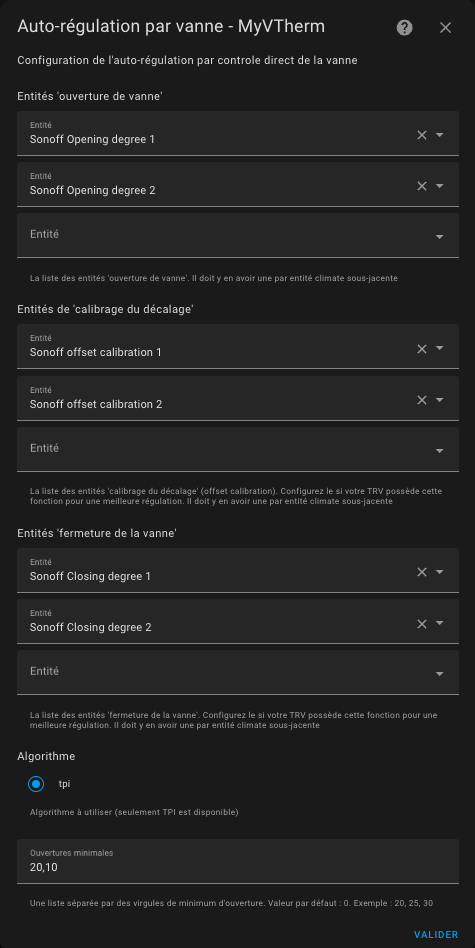 Auto-régulation par vanne - MyVTherm
Configuration de l'auto-régulation par controle direct de la vanne
Entités 'ouverture de vanne'
Entité
Sonoff Opening degree 1
Entité
Sonoff Opening degree 2
Entité
La liste des entités 'ouverture de vanne'. Il doit y en avoir une par entité climate sous-jacente
Entités de 'calibrage du décalage'
Entité
Sonoff offset calibration 1
Entité
Sonoff offset calibration 2
Entité
La liste des entités 'calibrage du décalage' (offset calibration). Configurez le si votre TRV possède cette
fonction pour une meilleure régulation. Il doit y en avoir une par entité climate sous-jacente
Entités 'fermeture de la vanne'
Entité
Sonoff Closing degree 1
Entité
Sonoff Closing degree 2
Entité
La liste des entités 'fermeture de la vanne'. Configurez le si votre TRV possède cette fonction pour une
meilleure régulation. Il doit y en avoir une par entité climate sous-jacente
Algorithme
tpi
Algorithme à utiliser (seulement TPI est disponible)
Ouvertures minimales
20,10
Une liste séparée par des virgules de minimum d'ouverture. Valeur par défaut : 0. Exemple : 20, 25, 30
VALIDER